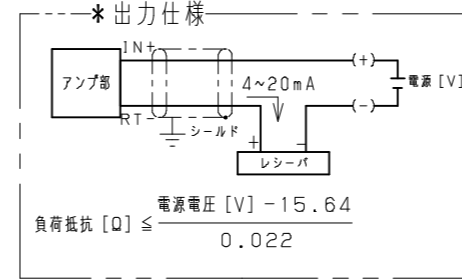 *出力仕様
IN+
(+)
アンプ部
4~20mA
電源 [V]
(-)
RT-
シールド
+ -
レシーバ
負荷抵抗 [Ω] ≦ 電源電圧 [V] -15.64
0.022